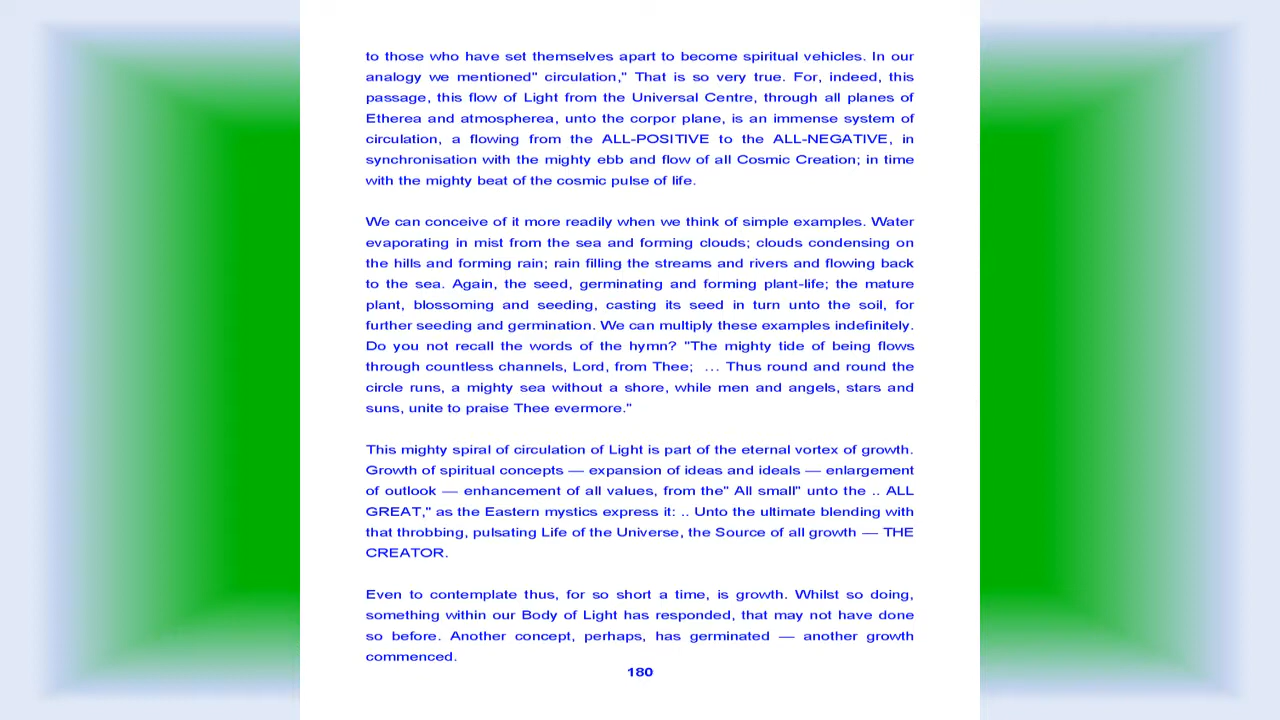 to those who have set themselves apart to become spiritual vehicles. In our
analogy we mentioned" circulation," That is so very true. For, indeed, this
passage, this flow of Light from the Universal Centre, through all planes of
Etherea and atmospherea, unto the corpor plane, is an immense system of
circulation, a flowing from the ALL-POSITIVE to the ALL-NEGATIVE, in
synchronisation with the mighty ebb and flow of all Cosmic Creation; in time
with the mighty beat of the cosmic pulse of life.
We can conceive of it more readily when we think of simple examples. Water
evaporating in mist from the sea and forming clouds; clouds condensing on
the hills and forming rain; rain filling the streams and rivers and flowing back
to the sea. Again, the seed, germinating and forming plant-life; the mature
plant, blossoming and seeding, casting its seed in turn unto the soil, for
further seeding and germination. We can multiply these examples indefinitely.
Do you not recall the words of the hymn? "The mighty tide of being flows
through countless channels, Lord, from Thee;  … Thus round and round the
circle runs, a mighty sea without a shore, while men and angels, stars and
suns, unite to praise Thee evermore."
This mighty spiral of circulation of Light is part of the eternal vortex of growth.
Growth of spiritual concepts — expansion of ideas and ideals — enlargement
of outlook — enhancement of all values, from the" All small" unto the .. ALL
GREAT," as the Eastern mystics express it: .. Unto the ultimate blending with
that throbbing, pulsating Life of the Universe, the Source of all growth — THE
CREATOR.
Even to contemplate thus, for so short a time, is growth. Whilst so doing,
something within our Body of Light has responded, that may not have done
so before. Another concept, perhaps, has germinated — another growth
commenced.
180